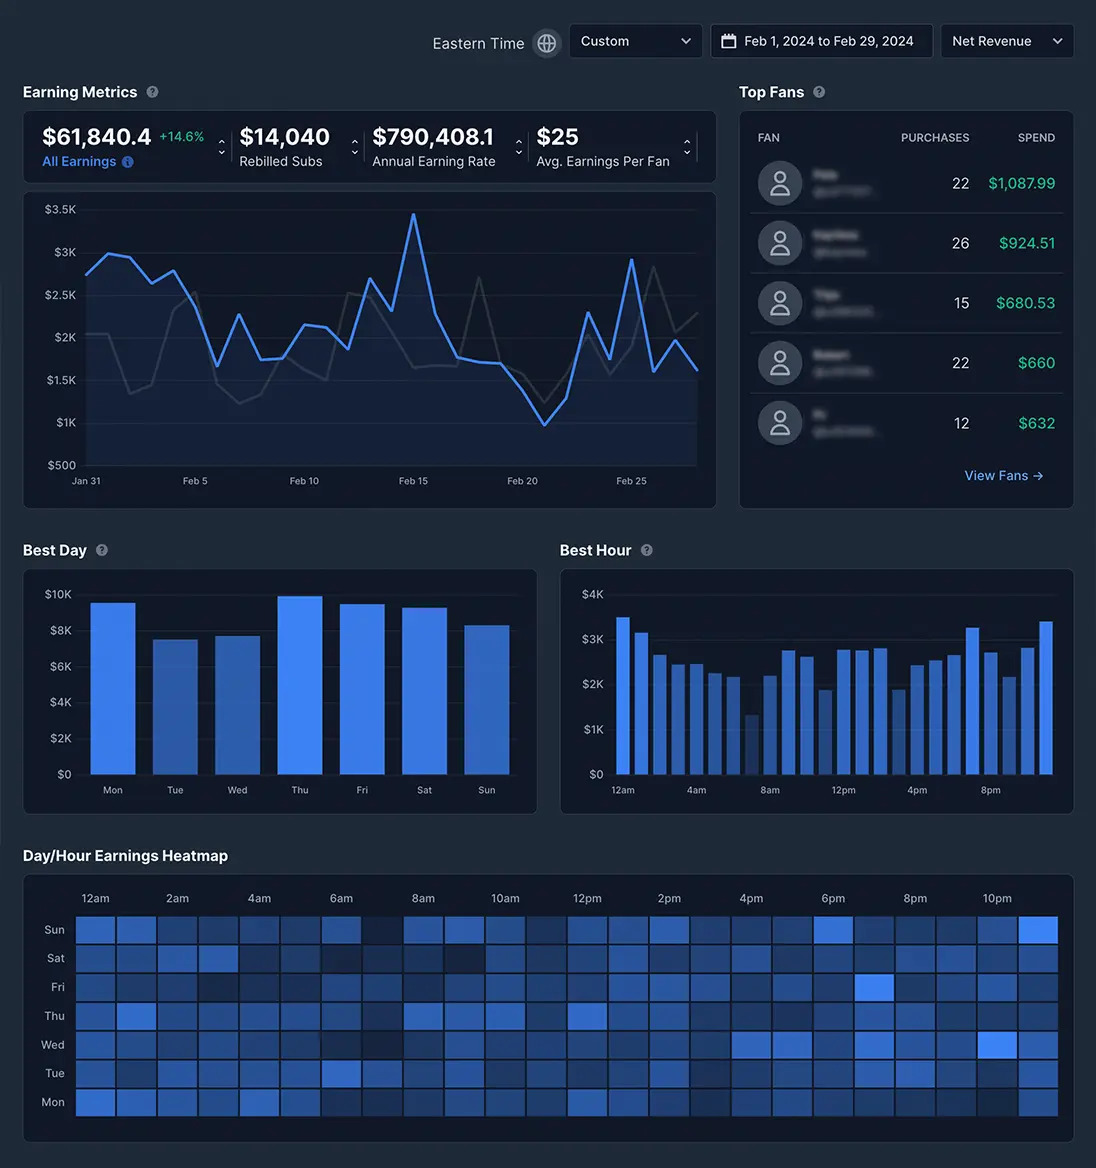 Eastern Time
Custom
Feb 1, 2024 to Feb 29, 2024
Net Revenue
Earning Metrics ?
$61,840.4 +14.6%
All Earnings i
$14,040
Rebilled Subs
$790,408.1
Annual Earning Rate
$25
Avg. Earnings Per Fan
$3.5K
$3K
$2.5K
$2K
$1.5K
$1K
$500
Jan 31 Feb 5 Feb 10 Feb 15 Feb 20 Feb 25
Top Fans ?
FAN PURCHASES SPEND
22 $1,087.99
26 $924.51
15 $680.53
22 $660
12 $632
View Fans →
Best Day ?
$10K
$8K
$6K
$4K
$2K
$0
Mon Tue Wed Thu Fri Sat Sun
Best Hour ?
$4K
$3K
$2K
$1K
$0
12am 4am 8am 12pm 4pm 8pm
Day/Hour Earnings Heatmap
12am 2am 4am 6am 8am 10am 12pm 2pm 4pm 6pm 8pm 10pm
Sun
Sat
Fri
Thu
Wed
Tue
Mon